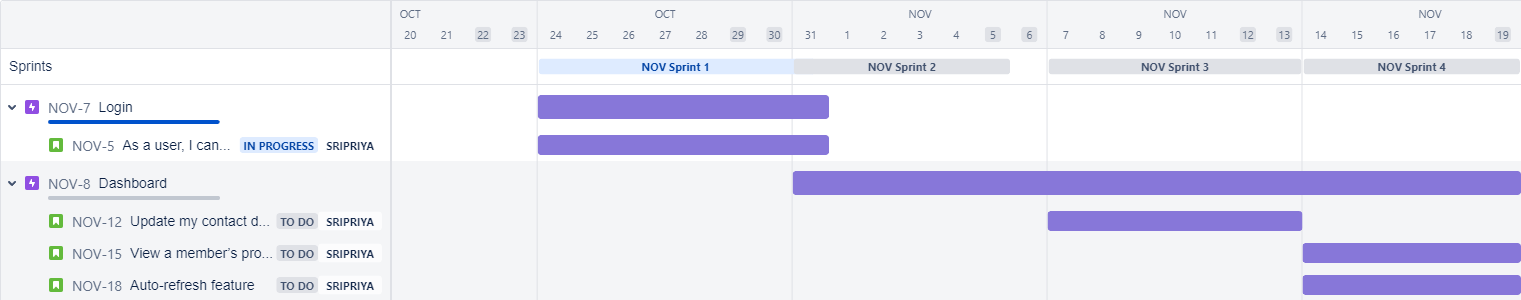 OCT OCT NOV NOV NOV
20 21 22 23 24 25 26 27 28 29 30 31 1 2 3 4 5 6 7 8 9 10 11 12 13 14 15 16 17 18 19
Sprints NOV Sprint 1 NOV Sprint 2 NOV Sprint 3 NOV Sprint 4
NOV-7 Login
NOV-5 As a user, I can... IN PROGRESS SRIPRIYA
NOV-8 Dashboard
NOV-12 Update my contact d... TO DO SRIPRIYA
NOV-15 View a member's pro... TO DO SRIPRIYA
NOV-18 Auto-refresh feature TO DO SRIPRIYA